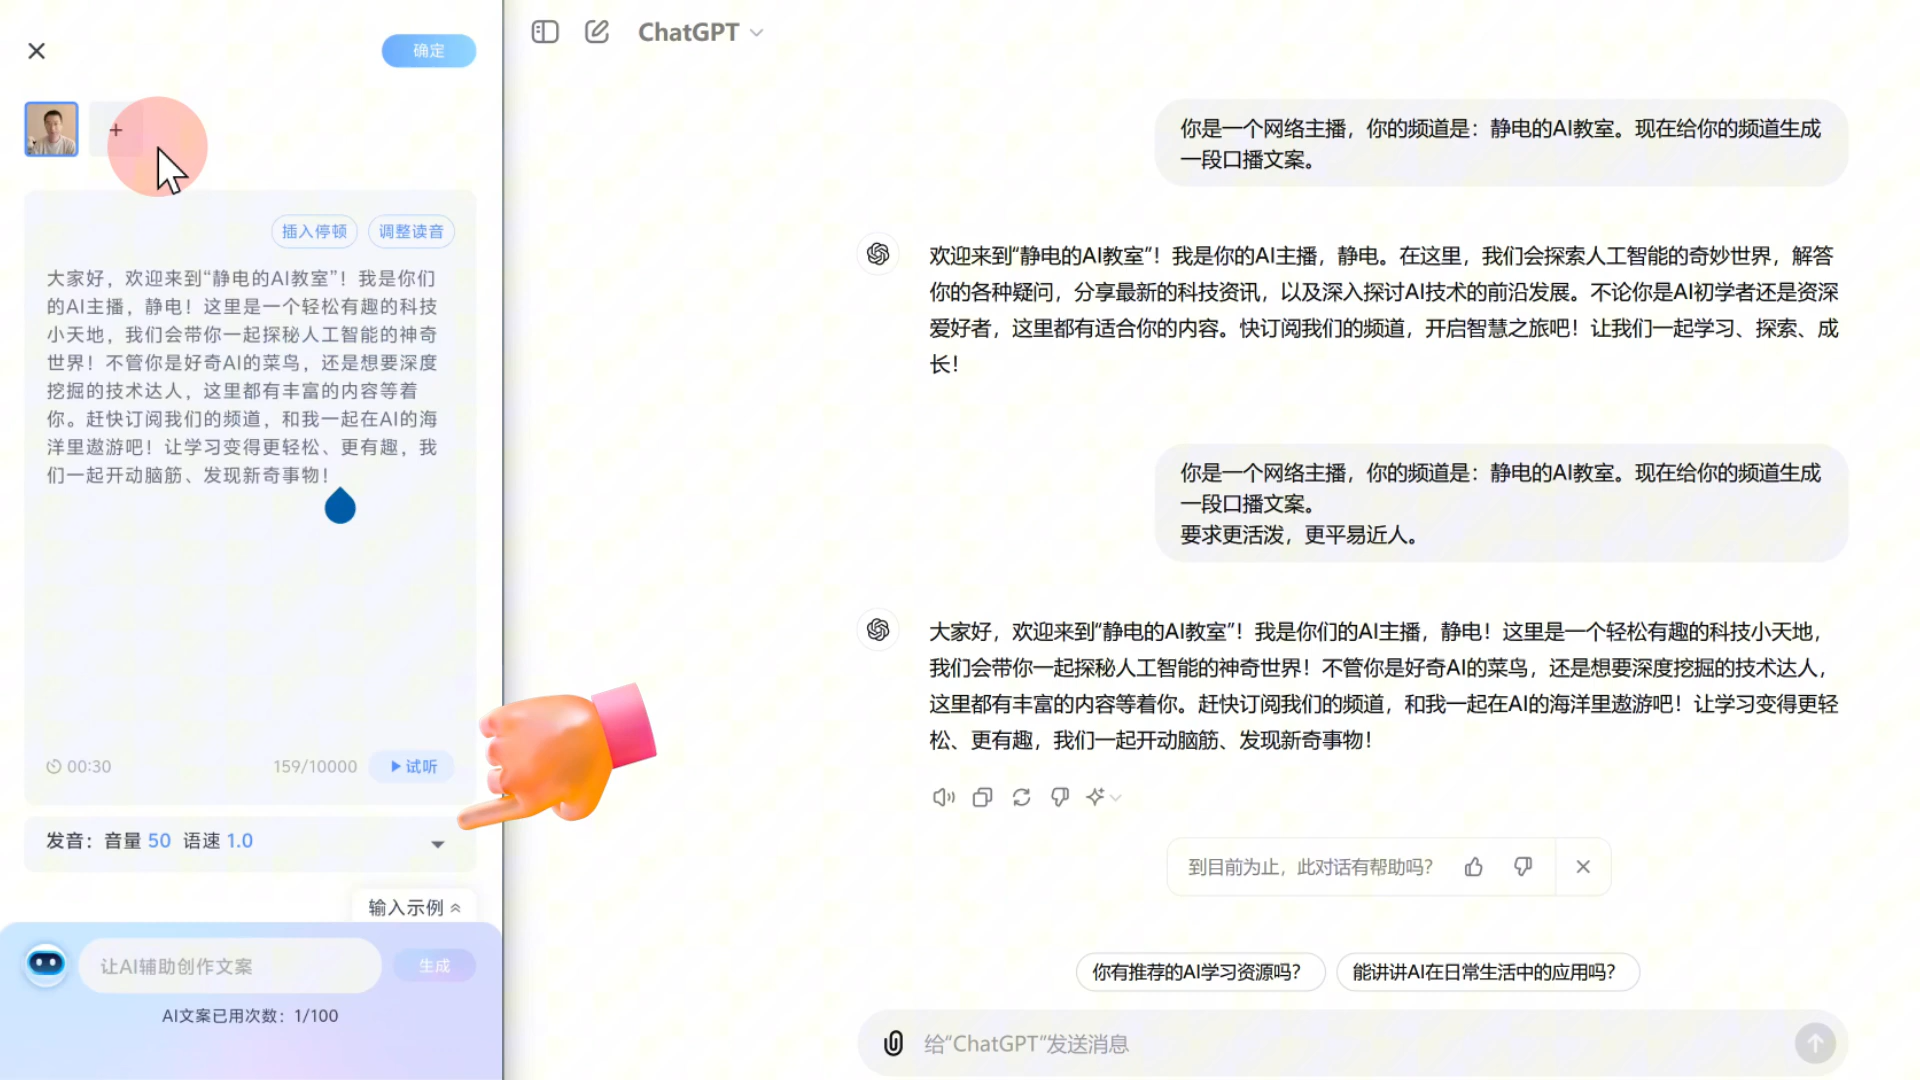 确定
+
插入停顿 调整读音
大家好，欢迎来到“静电的AI教室”！我是你们
的AI主播，静电！这里是一个轻松有趣的科技
小天地，我们会带你一起探秘人工智能的神奇
世界！不管你是好奇AI的菜鸟，还是想要深度
挖掘的技术达人，这里都有丰富的内容等着
你。赶快订阅我们的频道，和我一起在AI的海
洋里遨游吧！让学习变得更轻松、更有趣，我
们一起开动脑筋、发现新奇事物！
00:30 159/10000 试听
发音：音量 50 语速 1.0
输入示例
让AI辅助创作文案 生成
AI文案已用次数：1/100
ChatGPT
你是一个网络主播，你的频道是：静电的AI教室。现在给你的频道生成
一段口播文案。
欢迎来到“静电的AI教室”！我是你的AI主播，静电。在这里，我们会探索人工智能的奇妙世界，解答
你的各种疑问，分享最新的科技资讯，以及深入探讨AI技术的前沿发展。不论你是AI初学者还是资深
爱好者，这里都有适合你的内容。快订阅我们的频道，开启智慧之旅吧！让我们一起学习、探索、成
长！
你是一个网络主播，你的频道是：静电的AI教室。现在给你的频道生成
一段口播文案。
要求更活泼，更平易近人。
大家好，欢迎来到“静电的AI教室”！我是你们的AI主播，静电！这里是一个轻松有趣的科技小天地，
我们会带你一起探秘人工智能的神奇世界！不管你是好奇AI的菜鸟，还是想要深度挖掘的技术达人，
这里都有丰富的内容等着你。赶快订阅我们的频道，和我一起在AI的海洋里遨游吧！让学习变得更轻
松、更有趣，我们一起开动脑筋、发现新奇事物！
到目前为止，此对话有帮助吗？
你有推荐的AI学习资源吗？ 能讲讲AI在日常生活中的应用吗？
给“ChatGPT”发送消息